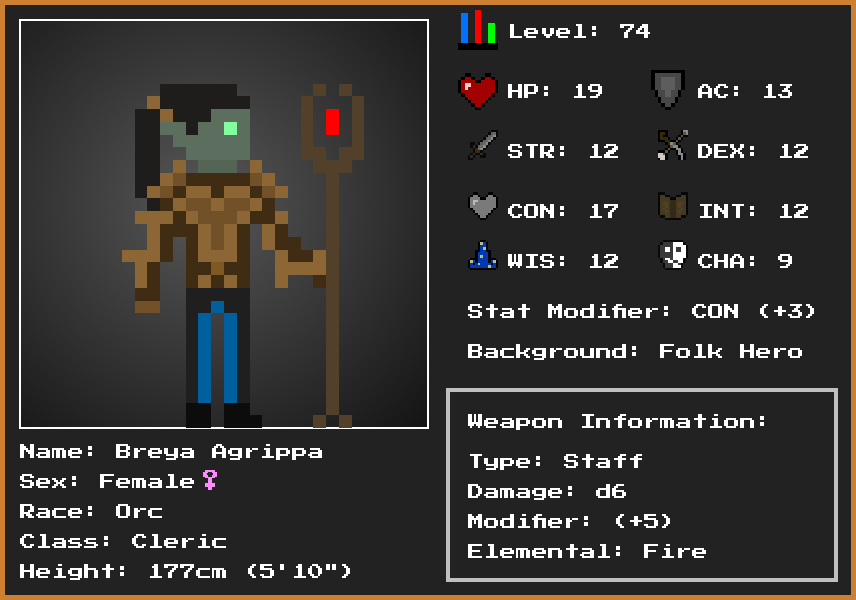 Level: 74
HP: 19 AC: 13
STR: 12 DEX: 12
CON: 17 INT: 12
WIS: 12 CHA: 9
Stat Modifier: CON (+3)
Background: Folk Hero
Weapon Information:
Type: Staff
Damage: d6
Modifier: (+5)
Elemental: Fire
Name: Breya Agrippa
Sex: Female♀
Race: Orc
Class: Cleric
Height: 177cm (5'10")